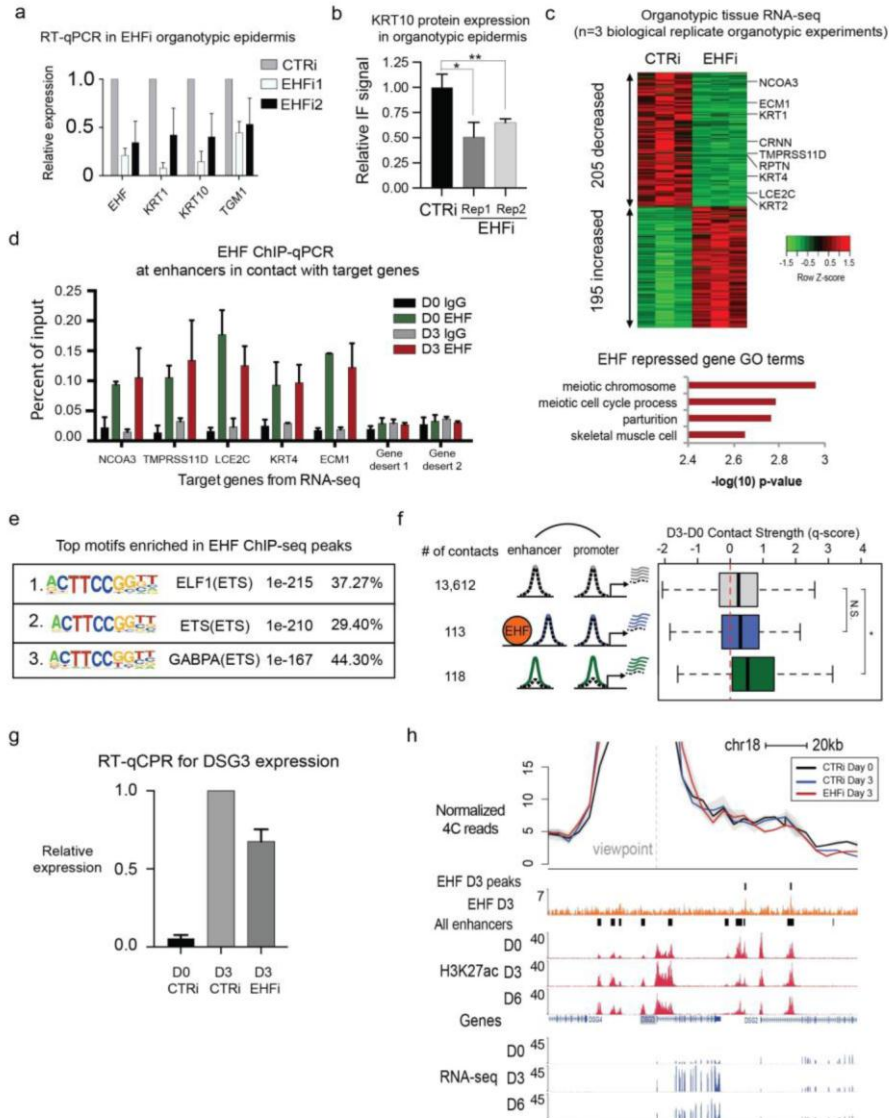 a
RT-qPCR in EHFi organotypic epidermis
CTRi
EHFi1
EHFi2
Relative expression
1.0
0.5
0
EHF
KRT1
KRT10
TGM1
b
KRT10 protein expression
in organotypic epidermis
**
*
Relative IF signal
1.00
0.75
0.50
0.25
0.00
CTRi
Rep1
Rep2
EHFi
c
Organotypic tissue RNA-seq
(n=3 biological replicate organotypic experiments)
CTRi
EHFi
205 decreased
195 increased
NCOA3
ECM1
KRT1
CRNN
TMPRSS11D
RPTN
KRT4
LCE2C
KRT2
-1.5
-0.5
0
0.5
1.5
Row Z-score
EHF repressed gene GO terms
meiotic chromosome
meiotic cell cycle process
parturition
skeletal muscle cell
2.4
2.6
2.8
3
-log(10) p-value
d
EHF ChIP-qPCR
at enhancers in contact with target genes
D0 IgG
D0 EHF
D3 IgG
D3 EHF
Percent of input
0.25
0.20
0.15
0.10
0.05
0.00
NCOA3
TMPRSS11D
LCE2C
KRT4
ECM1
Gene
desert 1
Gene
desert 2
Target genes from RNA-seq
e
Top motifs enriched in EHF ChIP-seq peaks
1. ACTTCCGG ELF1(ETS) 1e-215 37.27%
2. ACTTCCGG ETS(ETS) 1e-210 29.40%
3. ACTTCCGG GABPA(ETS) 1e-167 44.30%
f
# of contacts
enhancer
promoter
13,612
113
EHF
118
D3-D0 Contact Strength (q-score)
-2
-1
0
1
2
3
4
N.S.
*
g
RT-qCPR for DSG3 expression
Relative
expression
1.0
0.5
0.0
D0
CTRi
D3
CTRi
D3
EHFi
h
chr18
20kb
CTRi Day 0
CTRi Day 3
EHFi Day 3
Normalized
4C reads
15
10
5
0
viewpoint
EHF D3 peaks
7
EHF D3
All enhancers
D0 40
H3K27ac D3 40
D6 40
Genes
D0 45
RNA-seq D3 45
D6 45